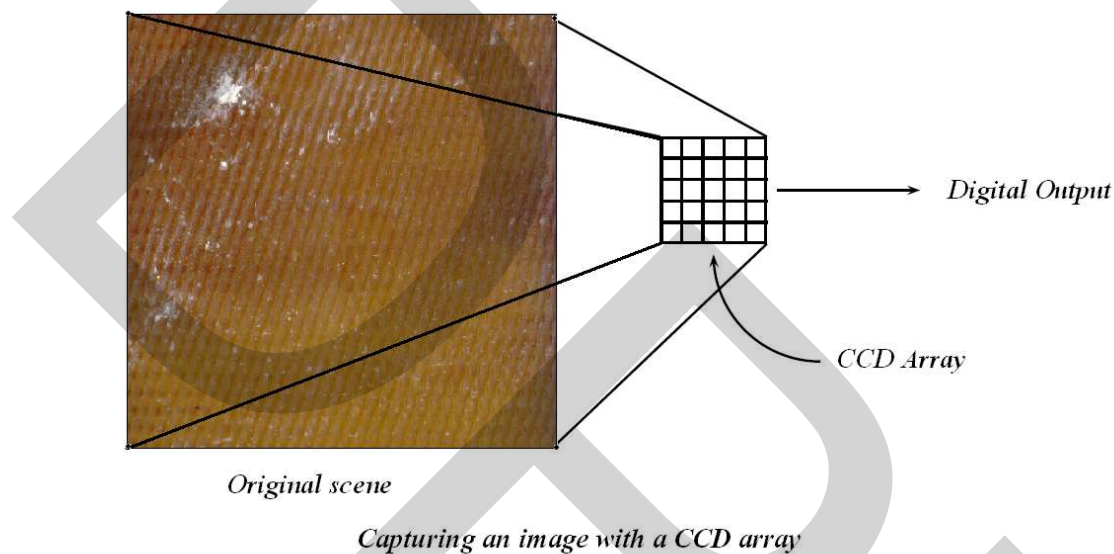 Digital Output
CCD Array
Original scene
Capturing an image with a CCD array